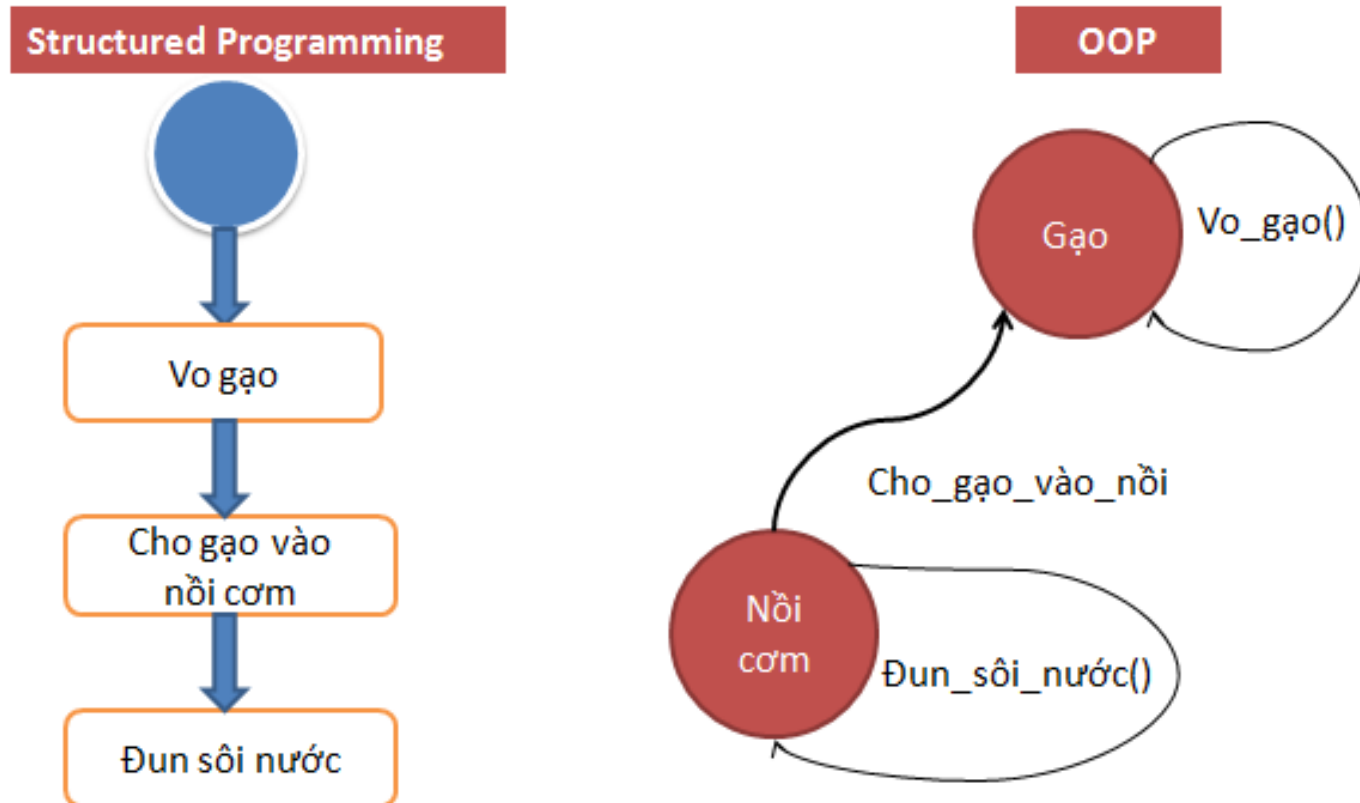 Structured Programming
Vo gạo
Cho gạo vào
nồi cơm
Đun sôi nước
OOP
Gạo
Vo_gạo()
Cho_gạo_vào_nồi
Nồi
cơm
Đun_sôi_nước()